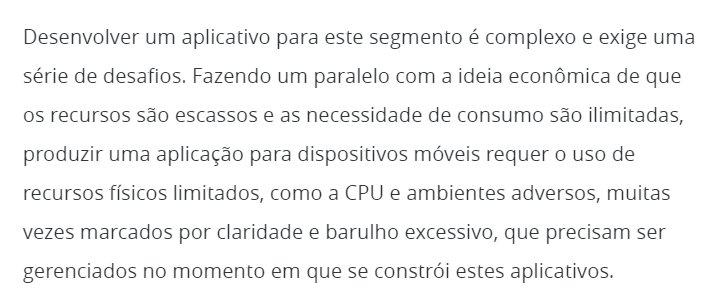 Desenvolver um aplicativo para este segmento é complexo e exige uma
série de desafios. Fazendo um paralelo com a ideia econômica de que
os recursos são escassos e as necessidade de consumo são ilimitadas,
produzir uma aplicação para dispositivos móveis requer o uso de
recursos físicos limitados, como a CPU e ambientes adversos, muitas
vezes marcados por claridade e barulho excessivo, que precisam ser
gerenciados no momento em que se constrói estes aplicativos.